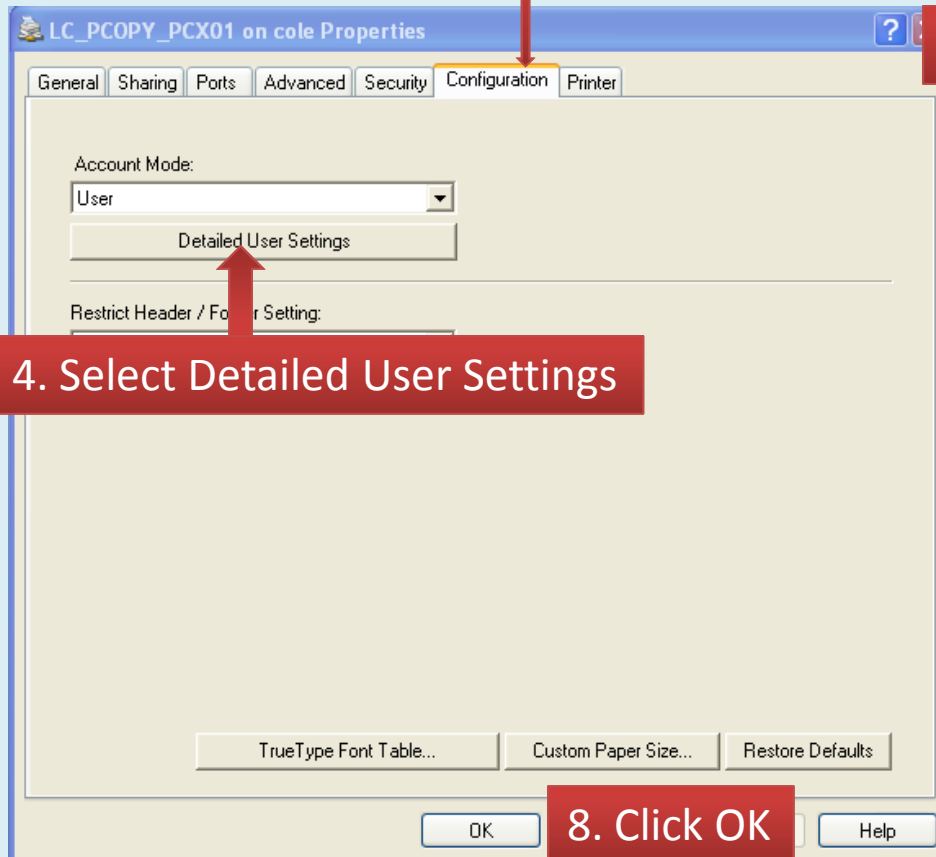 LC_PCOPY_PCX01 on cole Properties
General Sharing Ports Advanced Security Configuration Printer
Account Mode:
User
Detailed User Settings
Restrict Header / Setting:
4. Select Detailed User Settings
TrueType Font Table... Custom Paper Size... Restore Defaults
OK 8. Click OK Help